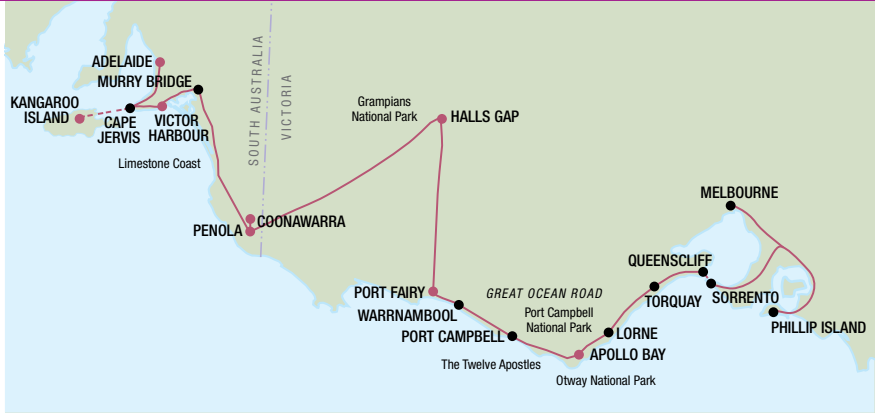 ADELAIDE
MURRY BRIDGE
KANGAROO
ISLAND
CAPE
JERVIS
VICTOR
HARBOUR
Limestone Coast
SOUTH AUSTRALIA
VICTORIA
Grampians
National Park
HALLS GAP
COONAWARRA
PENOLA
MELBOURNE
QUEENSCLIFF
PORT FAIRY
GREAT OCEAN ROAD
TORQUAY
SORRENTO
WARRNAMBOOL
Port Campbell
National Park
PHILLIP ISLAND
PORT CAMPBELL
LORNE
APOLLO BAY
The Twelve Apostles
Otway National Park